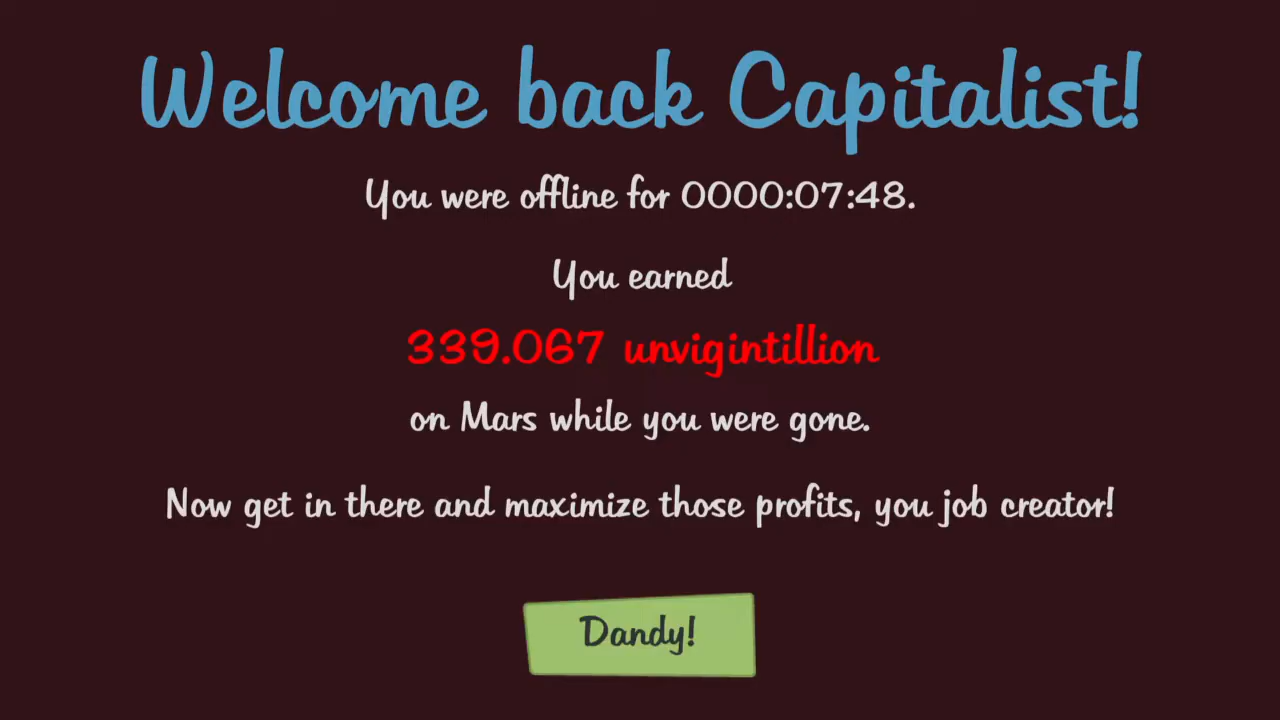 Welcome back Capitalist!
You were offline for 0000:07:48.
You earned
339.067 unvigintillion
on Mars while you were gone.
Now get in there and maximize those profits, you job creator!
Dandy!